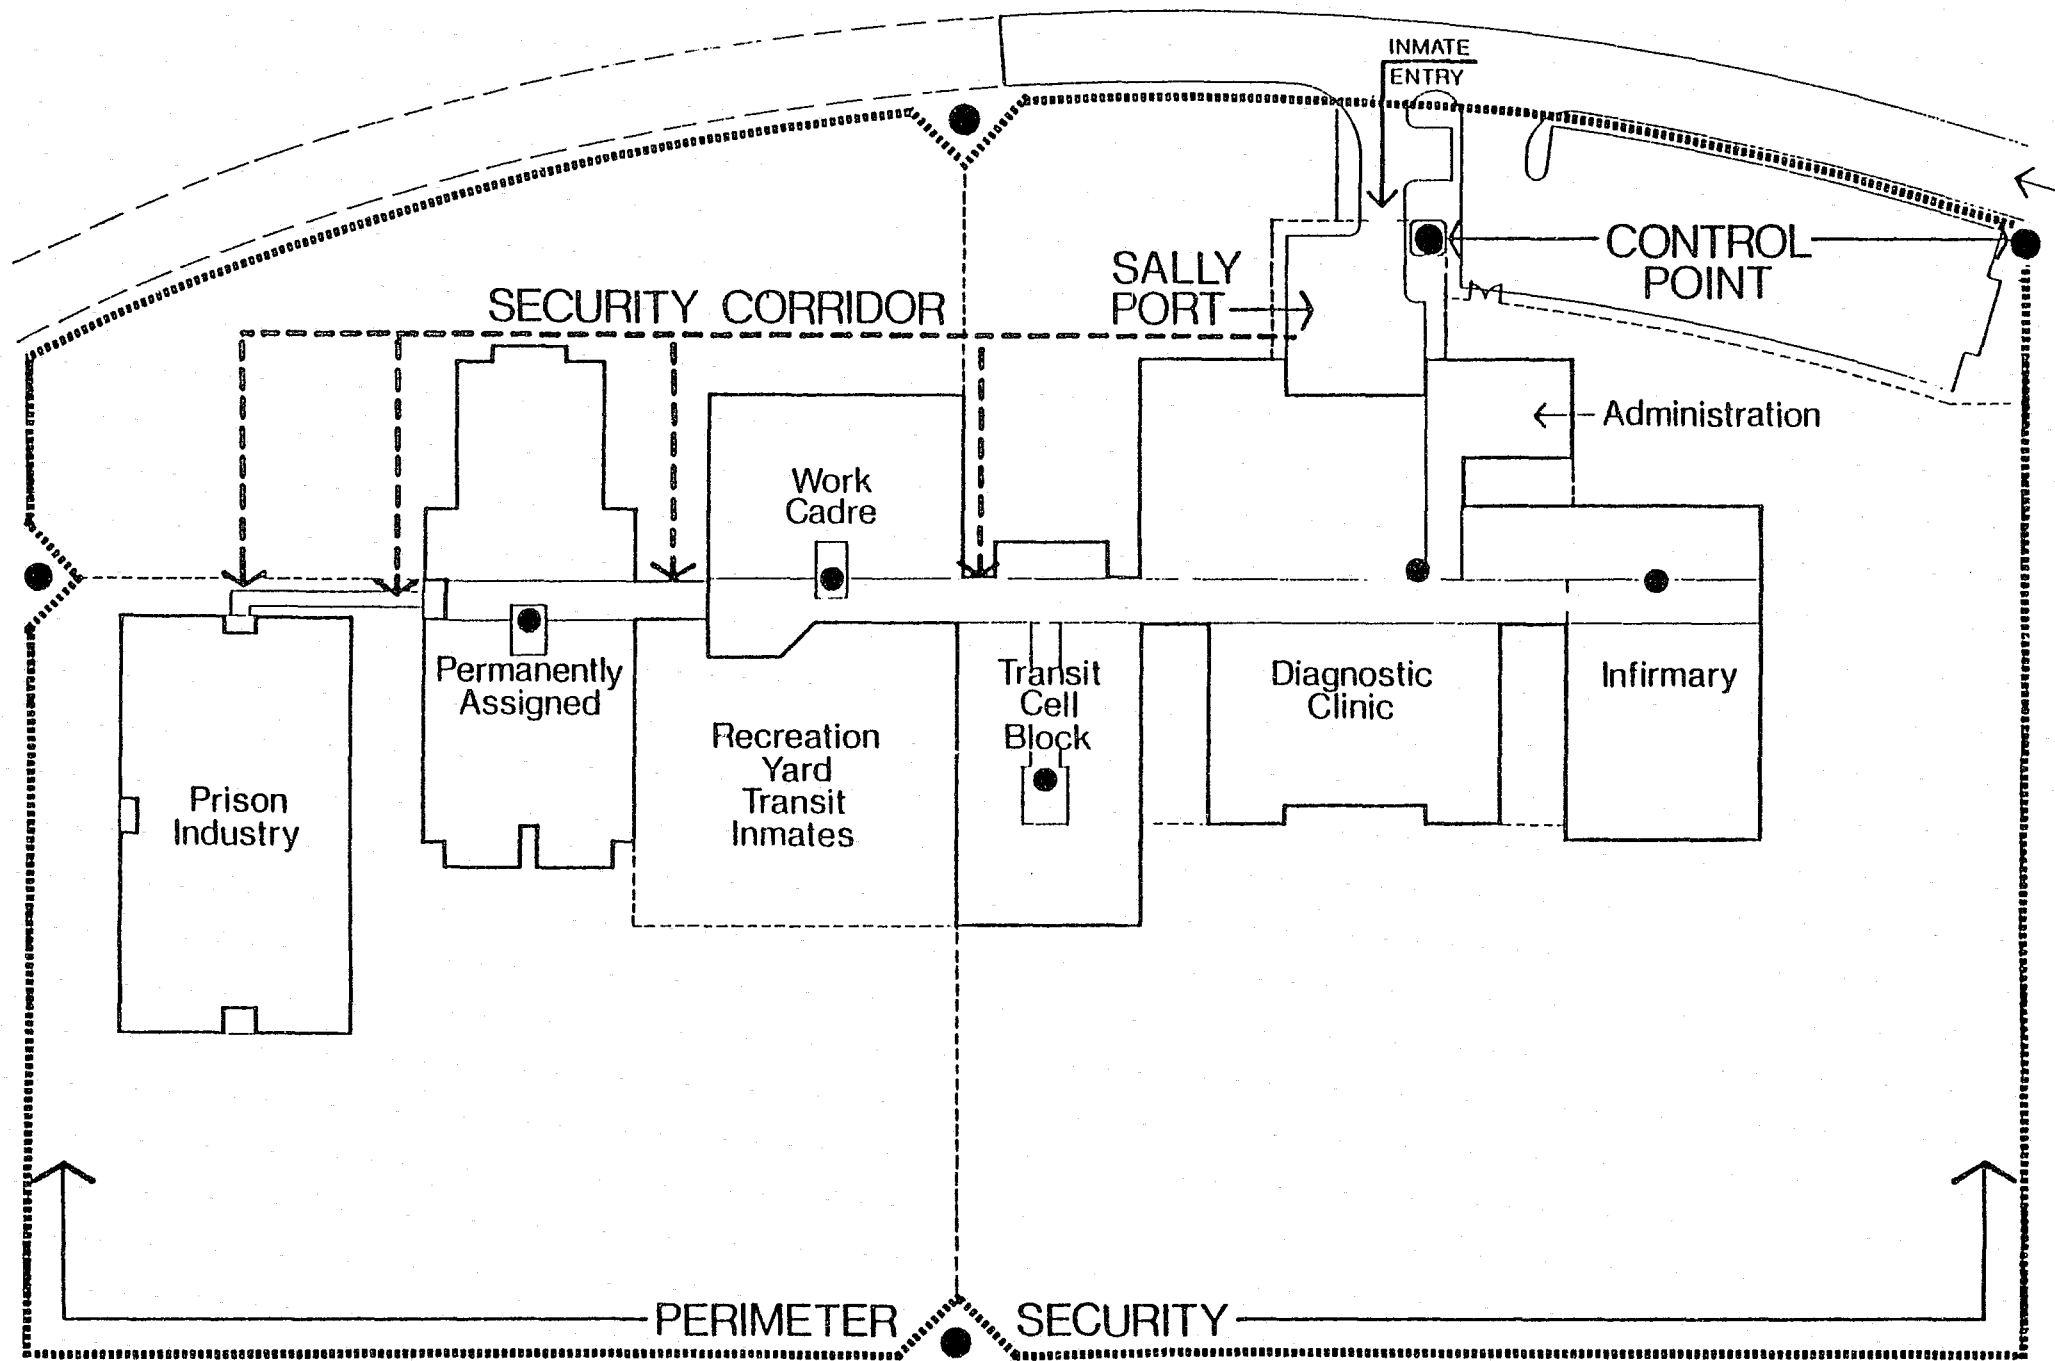 INMATE
ENTRY
CONTROL
POINT
SALLY
PORT
SECURITY CORRIDOR
Administration
Work
Cadre
Permanently
Assigned
Transit
Cell
Block
Diagnostic
Clinic
Infirmary
Recreation
Yard
Transit
Inmates
Prison
Industry
PERIMETER SECURITY